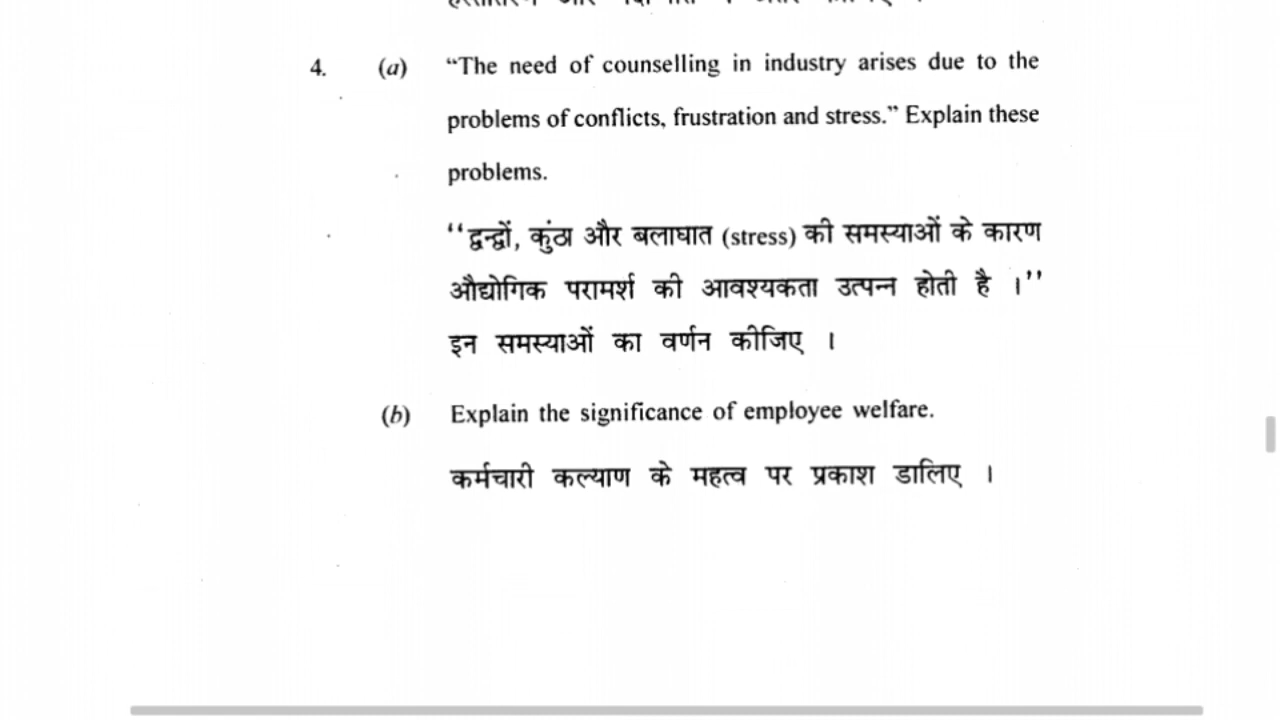 4. (a) “The need of counselling in industry arises due to the
problems of conflicts, frustration and stress.” Explain these
problems.
‘‘द्वन्द्वों, कुंठा और बलाघात (stress) की समस्याओं के कारण
औद्योगिक परामर्श की आवश्यकता उत्पन्न होती है ।’’
इन समस्याओं का वर्णन कीजिए ।
(b) Explain the significance of employee welfare.
कर्मचारी कल्याण के महत्व पर प्रकाश डालिए ।